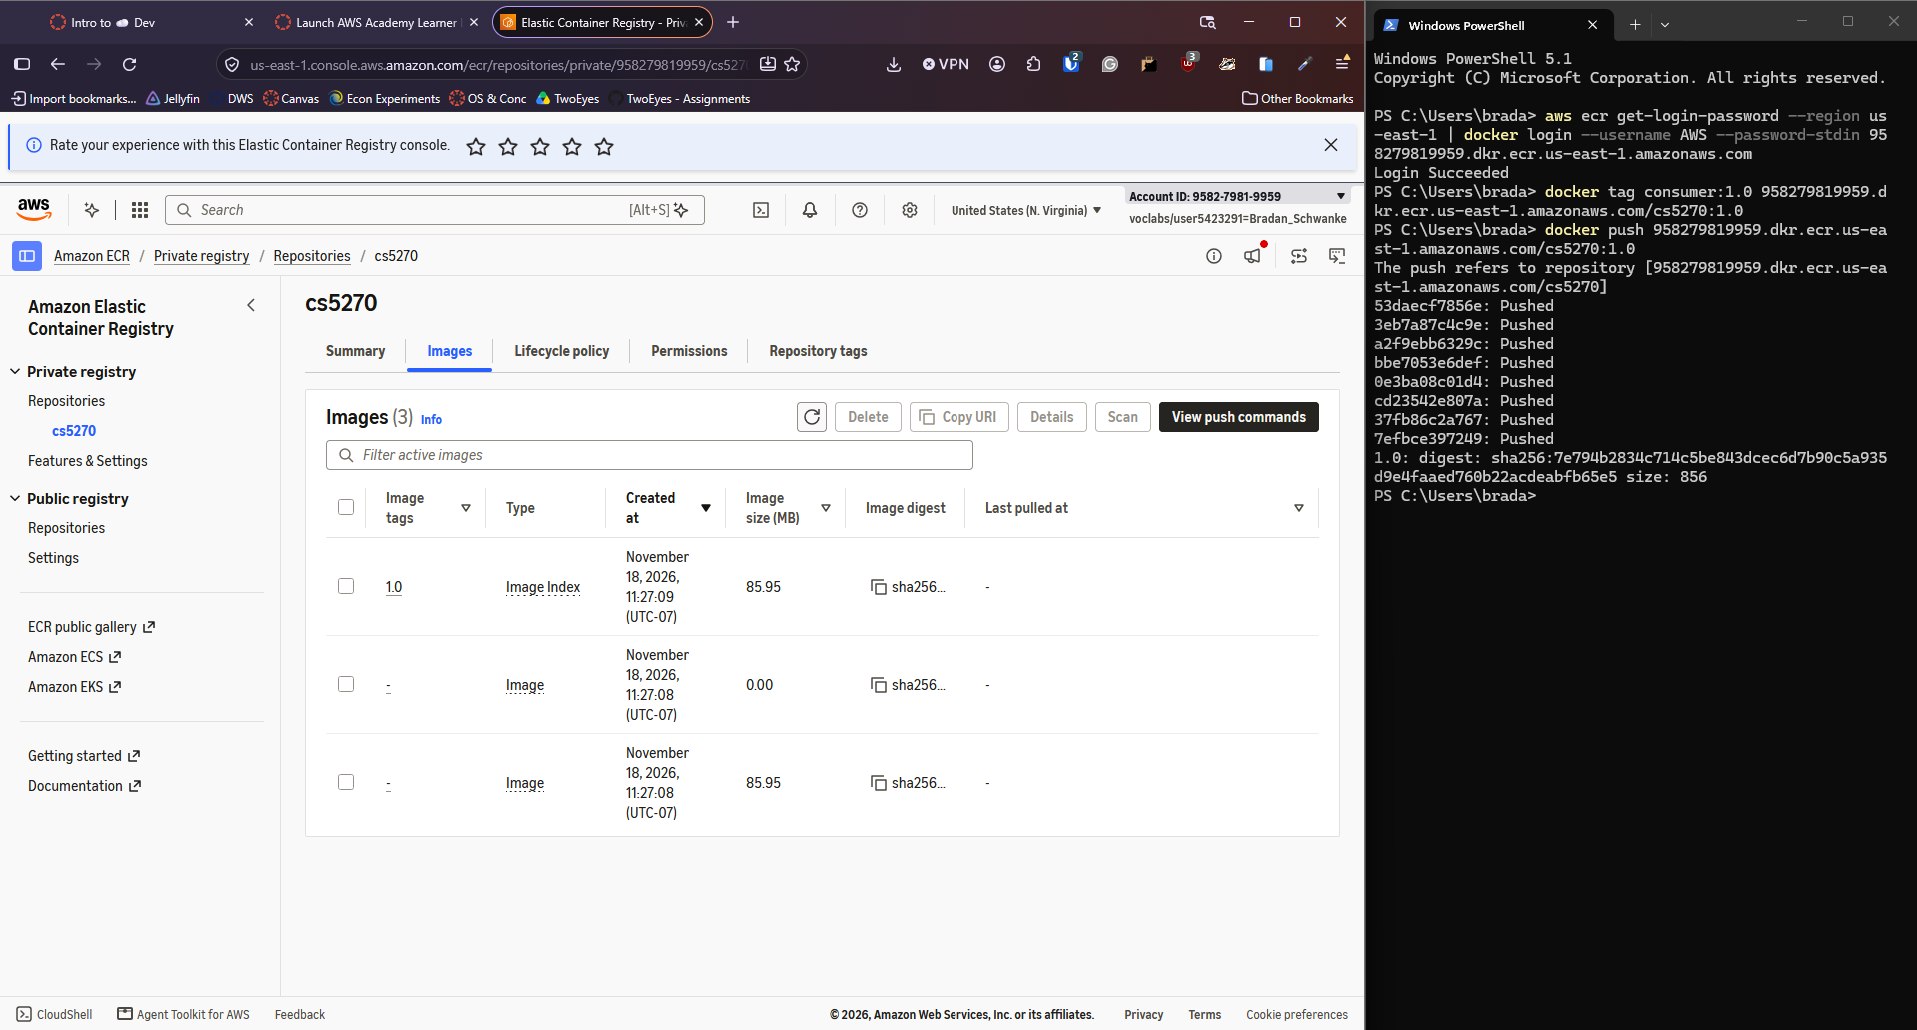 Intro to ☁ Dev
Launch AWS Academy Learner
Elastic Container Registry - Priv
us-east-1.console.aws.amazon.com/ecr/repositories/private/958279819959/cs527
VPN
2
3
Import bookmarks...
Jellyfin
DWS
Canvas
Econ Experiments
OS & Conc
TwoEyes
TwoEyes - Assignments
Other Bookmarks
Rate your experience with this Elastic Container Registry console.
aws
Search
[Alt+S]
United States (N. Virginia)
Account ID: 9582-7981-9959
voclabs/user5423291=Bradan_Schwanke
Amazon ECR / Private registry / Repositories / cs5270
Amazon Elastic
Container Registry
Private registry
Repositories
cs5270
Features & Settings
Public registry
Repositories
Settings
ECR public gallery
Amazon ECS
Amazon EKS
Getting started
Documentation
cs5270
Summary
Images
Lifecycle policy
Permissions
Repository tags
Images (3) Info
Delete
Copy URI
Details
Scan
View push commands
Filter active images
Image
tags
Type
Created
at
Image
size (MB)
Image digest
Last pulled at
1.0
Image Index
November
18, 2026,
11:27:09
(UTC-07)
85.95
sha256...
-
-
Image
November
18, 2026,
11:27:08
(UTC-07)
0.00
sha256...
-
-
Image
November
18, 2026,
11:27:08
(UTC-07)
85.95
sha256...
-
CloudShell
Agent Toolkit for AWS
Feedback
© 2026, Amazon Web Services, Inc. or its affiliates.
Privacy
Terms
Cookie preferences
Windows PowerShell
Windows PowerShell 5.1
Copyright (C) Microsoft Corporation. All rights reserved.
PS C:\Users\brada> aws ecr get-login-password --region us
-east-1 | docker login --username AWS --password-stdin 95
8279819959.dkr.ecr.us-east-1.amazonaws.com
Login Succeeded
PS C:\Users\brada> docker tag consumer:1.0 958279819959.d
kr.ecr.us-east-1.amazonaws.com/cs5270:1.0
PS C:\Users\brada> docker push 958279819959.dkr.ecr.us-ea
st-1.amazonaws.com/cs5270:1.0
The push refers to repository [958279819959.dkr.ecr.us-ea
st-1.amazonaws.com/cs5270]
53daecf7856e: Pushed
3eb7a87c4c9e: Pushed
a2f9ebb6329c: Pushed
bbe7053e6def: Pushed
0e3ba08c01d4: Pushed
cd23542e807a: Pushed
37fb86c2a767: Pushed
7efbce397249: Pushed
1.0: digest: sha256:7e794b2834c714c5be843dcec6d7b90c5a935
d9e4faaed760b22acdeabfb65e5 size: 856
PS C:\Users\brada>